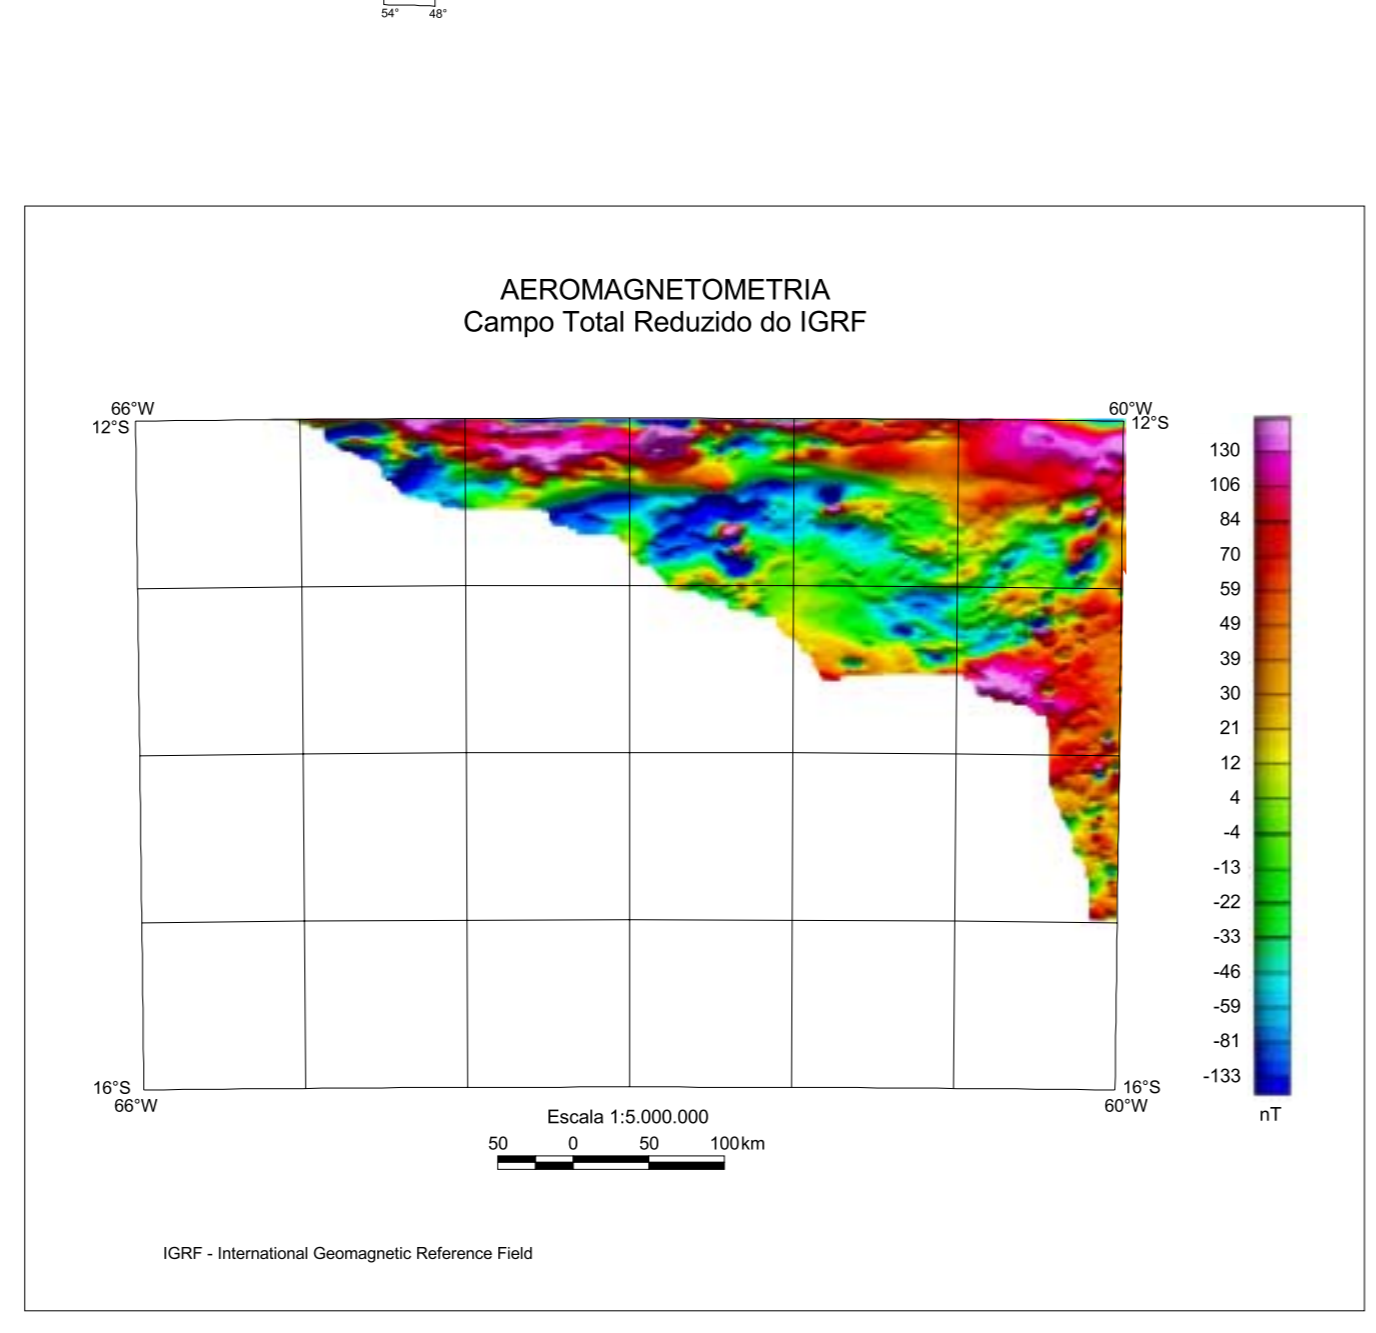 54° 48°
AEROMAGNETOMETRIA
Campo Total Reduzido do IGRF
66°W 60°W
12°S 12°S
130
106
84
70
59
49
39
30
21
12
4
-4
-13
-22
-33
-46
-59
-81
-133
nT
16°S 16°S
66°W 60°W
Escala 1:5.000.000
50 0 50 100km
IGRF - International Geomagnetic Reference Field